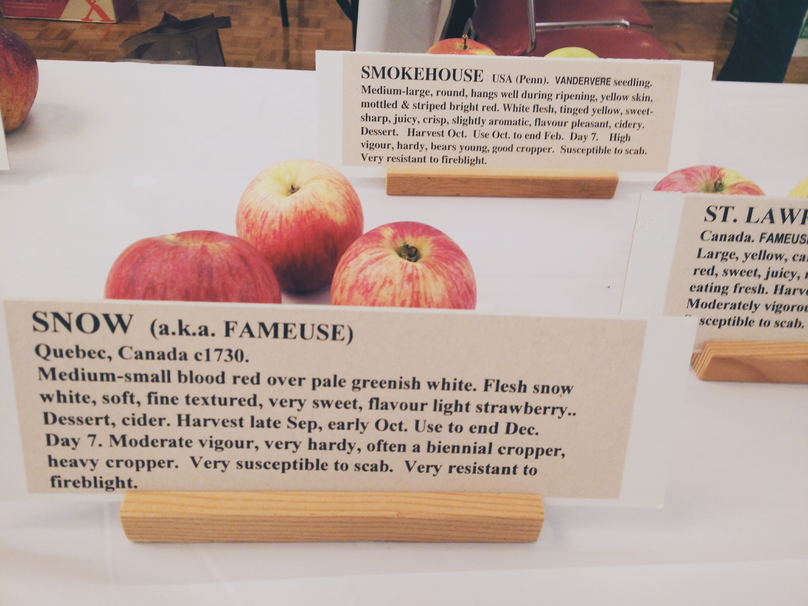 SMOKEHOUSE USA (Penn). VANDERVERE seedling.
Medium-large, round, hangs well during ripening, yellow skin,
mottled & striped bright red. White flesh, tinged yellow, sweet-
sharp, juicy, crisp, slightly aromatic, flavour pleasant, cidery.
Dessert. Harvest Oct. Use Oct. to end Feb. Day 7. High
vigour, hardy, bears young, good cropper. Susceptible to scab.
Very resistant to fireblight.
SNOW (a.k.a. FAMEUSE)
Quebec, Canada c1730.
Medium-small blood red over pale greenish white. Flesh snow
white, soft, fine textured, very sweet, flavour light strawberry..
Dessert, cider. Harvest late Sep, early Oct. Use to end Dec.
Day 7. Moderate vigour, very hardy, often a biennial cropper,
heavy cropper. Very susceptible to scab. Very resistant to
fireblight.
ST.
Canada. FAMEUS
Large, yellow,
red, sweet, juicy,
eating fresh.
Moderately
sceptible to scab.